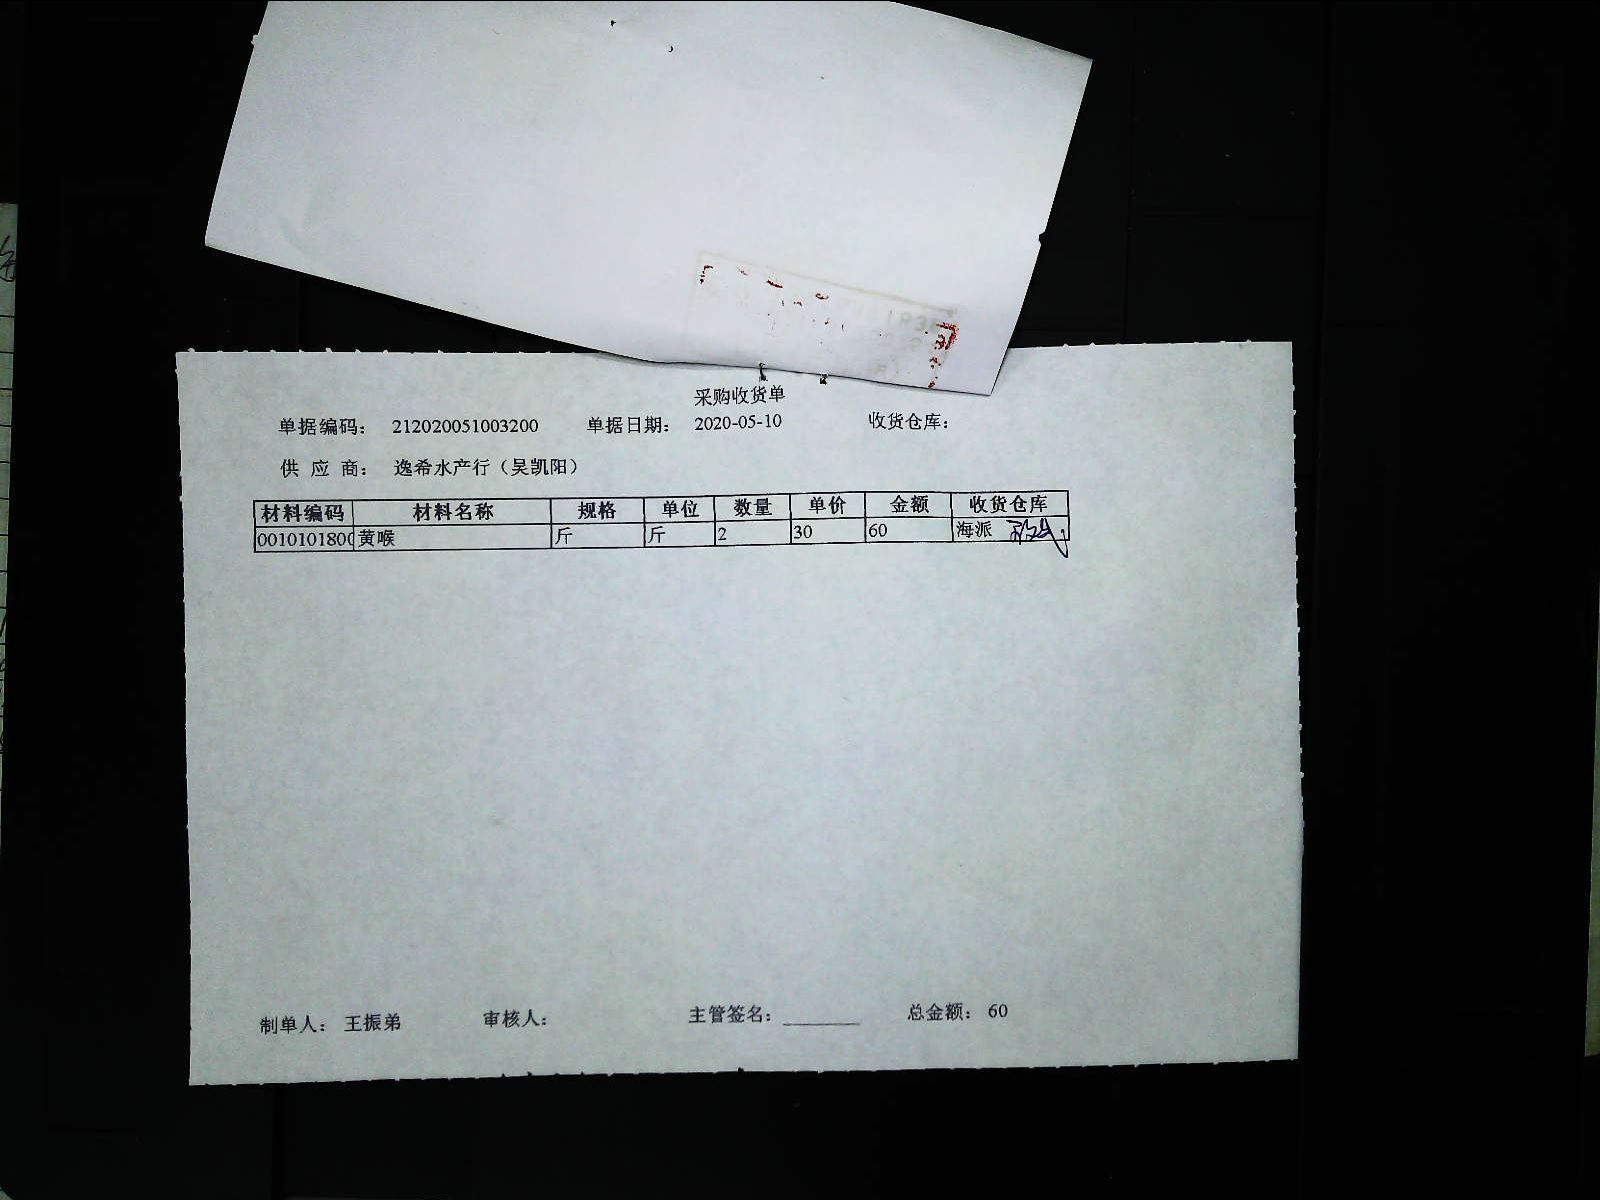 采购收货单
单据编码： 212020051003200 单据日期： 2020-05-10 收货仓库：
供 应 商： 逸希水产行（吴凯阳）
材料编码 材料名称 规格 单位 数量 单价 金额 收货仓库
0010101800 黄喉 斤 斤 2 30 60 海派
制单人： 王振弟 审核人： 主管签名：________ 总金额： 60